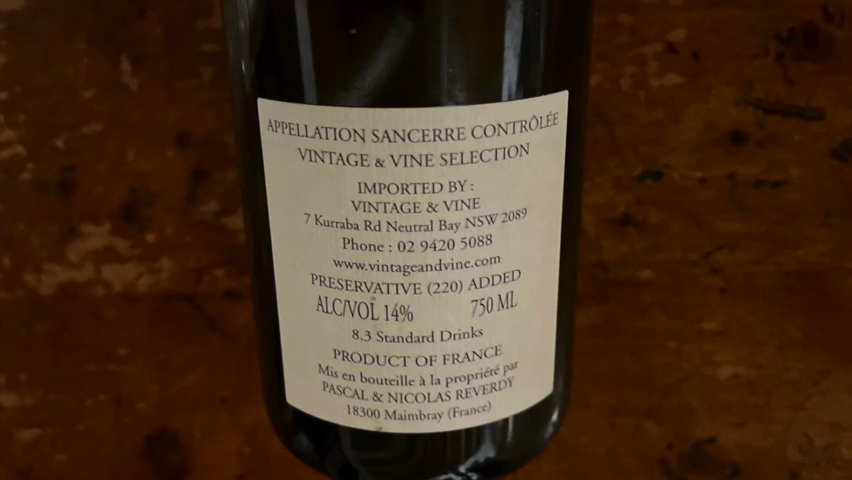 APPELLATION SANCERRE CONTRÔLÉE
VINTAGE & VINE SELECTION
IMPORTED BY :
VINTAGE & VINE
7 Kurraba Rd Neutral Bay NSW 2089
Phone : 02 9420 5088
www.vintageandvine.com
PRESERVATIVE (220) ADDED
ALC/VOL 14% 750 ML
8.3 Standard Drinks
PRODUCT OF FRANCE
Mis en bouteille à la propriété par
PASCAL & NICOLAS REVERDY
18300 Maimbray (France)